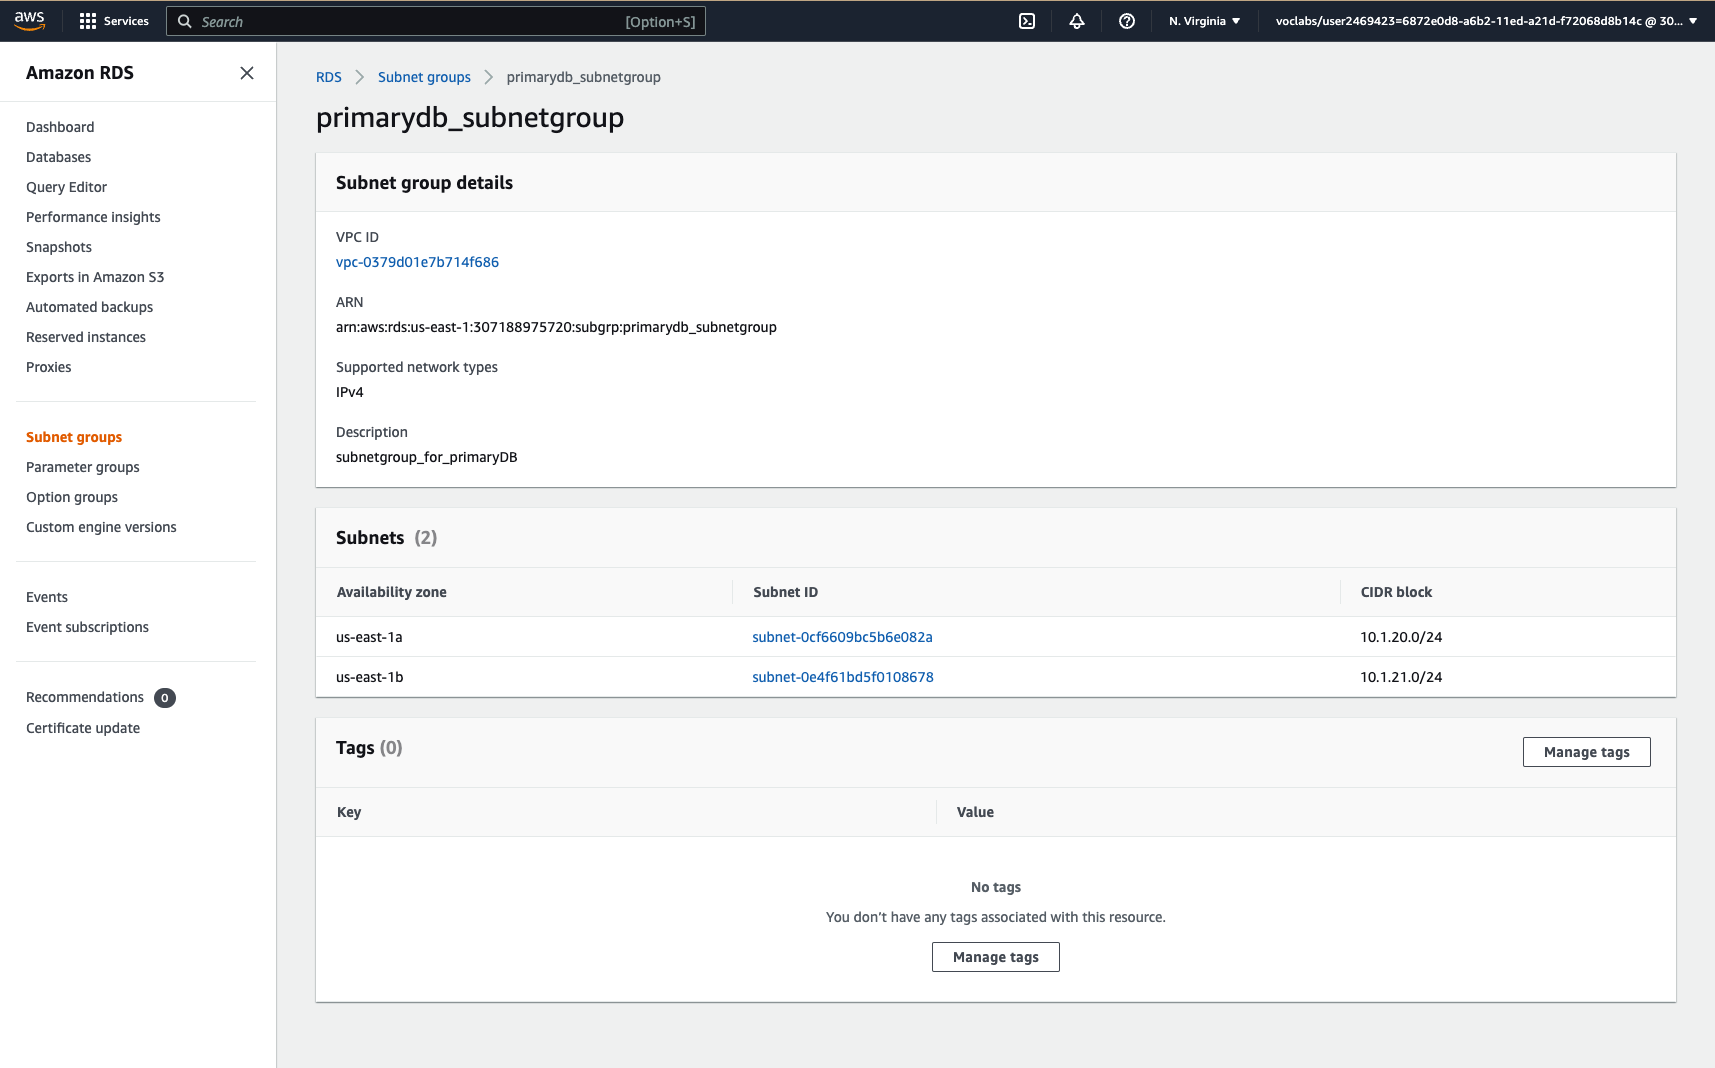 aws Services Search [Option+S] N. Virginia voclabs/user2469423=6872e0d8-a6b2-11ed-a21d-f72068d8b14c @ 30...
Amazon RDS
Dashboard
Databases
Query Editor
Performance insights
Snapshots
Exports in Amazon S3
Automated backups
Reserved instances
Proxies
Subnet groups
Parameter groups
Option groups
Custom engine versions
Events
Event subscriptions
Recommendations 0
Certificate update
RDS Subnet groups primarydb_subnetgroup
primarydb_subnetgroup
Subnet group details
VPC ID
vpc-0379d01e7b714f686
ARN
arn:aws:rds:us-east-1:307188975720:subgrp:primarydb_subnetgroup
Supported network types
IPv4
Description
subnetgroup_for_primaryDB
Subnets (2)
Availability zone Subnet ID CIDR block
us-east-1a subnet-0cf6609bc5b6e082a 10.1.20.0/24
us-east-1b subnet-0e4f61bd5f0108678 10.1.21.0/24
Tags (0)
Manage tags
Key Value
No tags
You don’t have any tags associated with this resource.
Manage tags